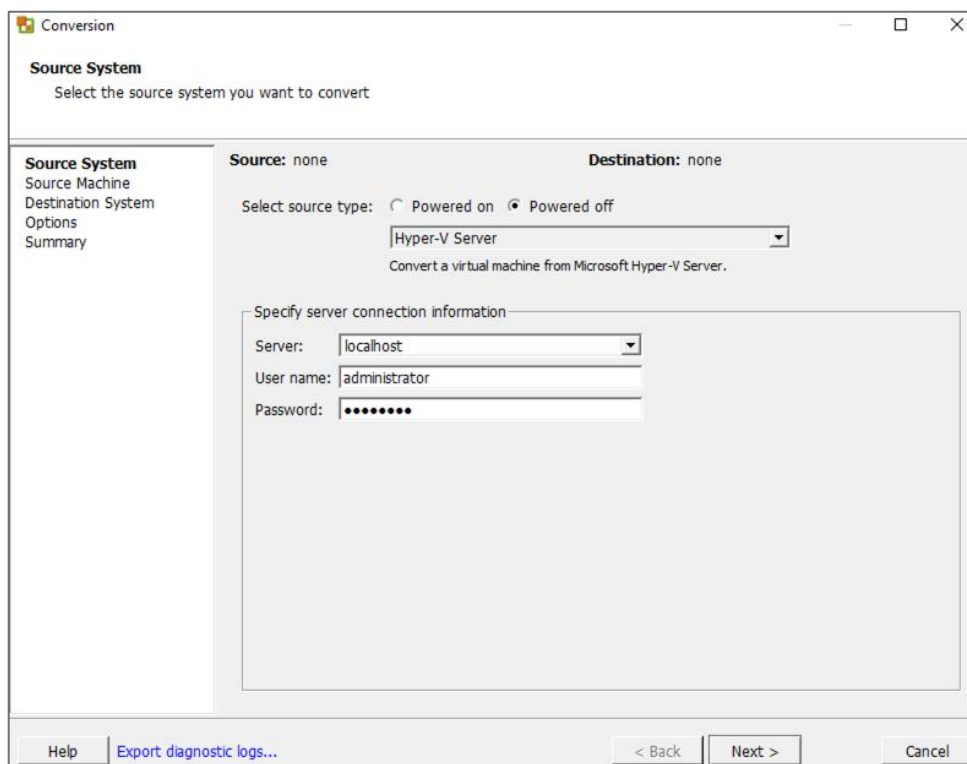 Conversion
Source System
Select the source system you want to convert
Source System
Source Machine
Destination System
Options
Summary
Source: none Destination: none
Select source type: Powered on Powered off
Hyper-V Server
Convert a virtual machine from Microsoft Hyper-V Server.
Specify server connection information
Server: localhost
User name: administrator
Password: ●●●●●●●●
Help Export diagnostic logs... < Back Next > Cancel